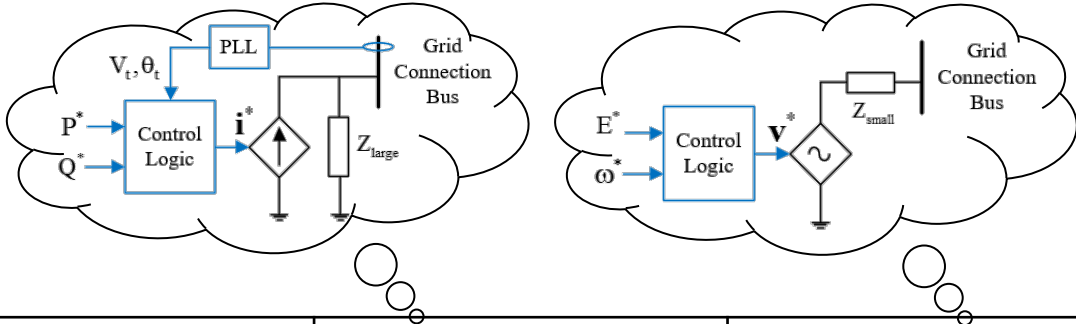 PLL
Grid
Connection
Bus
Vt,θt
P*
Q*
Control
Logic
i*
Zlarge
Grid
Connection
Bus
Zsmall
E*
ω*
Control
Logic
v*